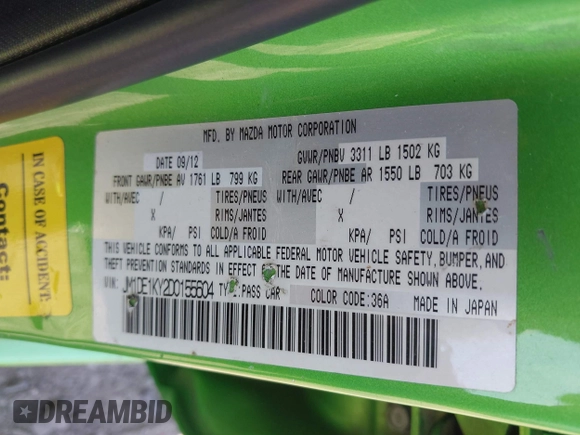 MFD. BY MAZDA MOTOR CORPORATION
DATE 09/12 GVWR/PNBV 3311 LB 1502 KG
FRONT GAWR/PNBE AV 1761 LB 799 KG REAR GAWR/PNBE AR 1550 LB 703 KG
WITH/AVEC / TIRES/PNEUS WITH/AVEC / TIRES/PNEUS
X RIMS/JANTES X RIMS/JANTES
KPA/ PSI COLD/A FROID KPA/ PSI COLD/A FROID
THIS VEHICLE CONFORMS TO ALL APPLICABLE FEDERAL MOTOR VEHICLE SAFETY, BUMPER, AND
THEFT PREVENTION STANDARDS IN EFFECT ON THE DATE OF MANUFACTURE SHOWN ABOVE.
VIN: JM1DE1KY2D0155604 TYPE:PASS CAR COLOR CODE:36A MADE IN JAPAN
IN CASE OF ACCIDENT
Contact:
DREAMBID